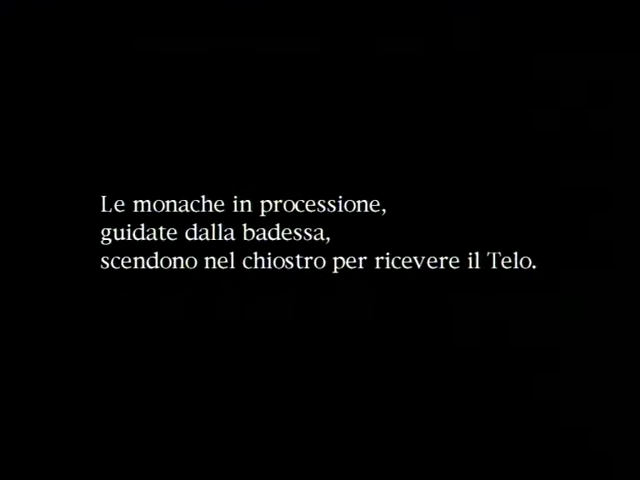 Le monache in processione,
guidate dalla badessa,
scendono nel chiostro per ricevere il Telo.